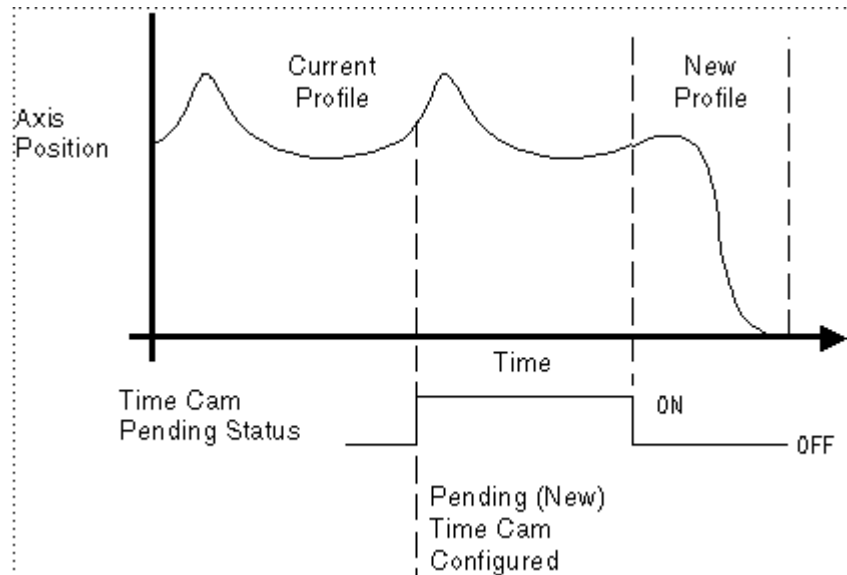 Current
Profile
New
Profile
Axis
Position
Time
Time Cam
Pending Status
ON
OFF
Pending (New)
Time Cam
Configured